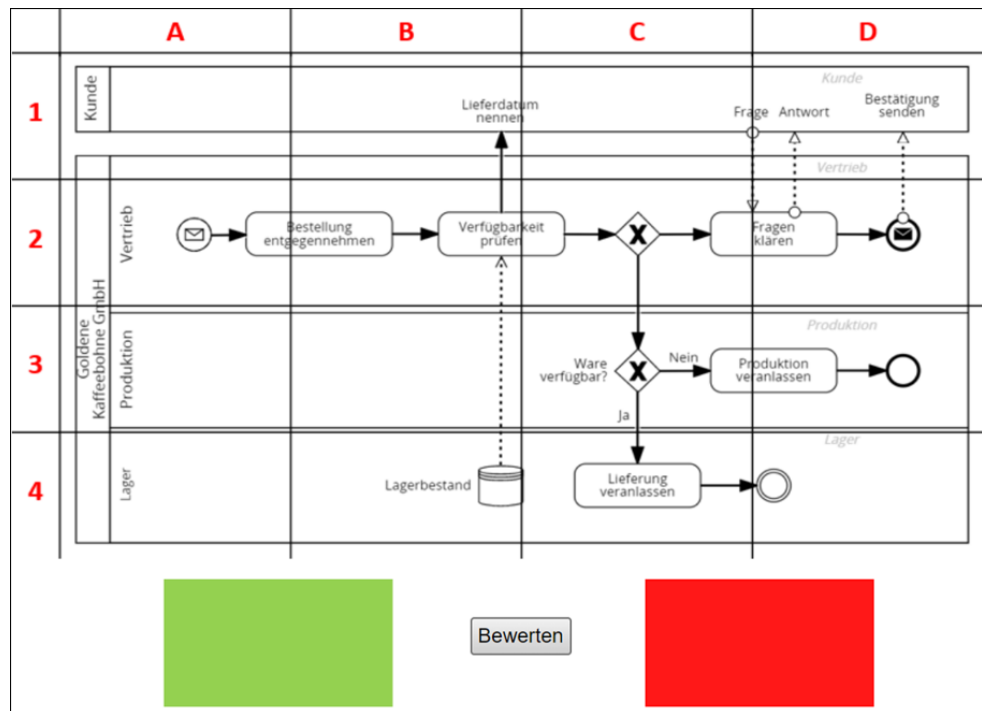 A B C D
1
Kunde
Kunde
Lieferdatum
nennen
Frage
Antwort
Bestätigung
senden
Goldene
Kaffeebohne GmbH
Vertrieb
2
Vertrieb
Bestellung
entgegennehmen
Verfügbarkeit
prüfen
X
Fragen
klären
3
Produktion
Produktion
Ware
verfügbar?
X
Nein
Produktion
veranlassen
Ja
4
Lager
Lager
Lagerbestand
Lieferung
veranlassen
Bewerten